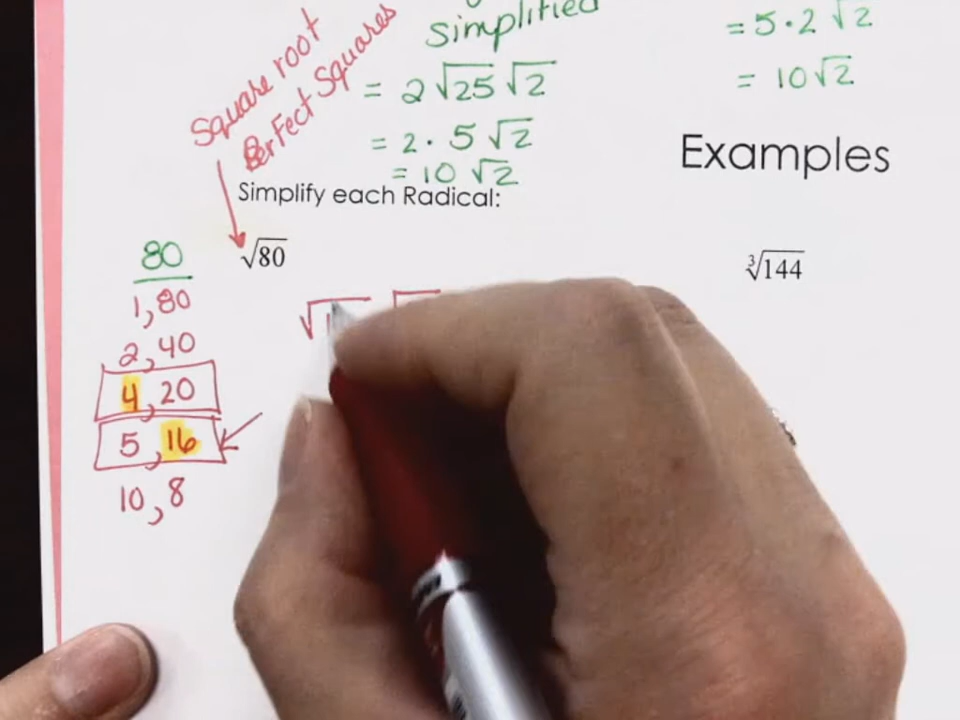 simplified
= 2√25 √2
= 2 · 5√2
= 10√2
= 5 · 2√2
= 10√2
Square root
Perfect Squares
Examples
Simplify each Radical:
√80
∛144
80
1, 80
2, 40
4, 20
5, 16
10, 8